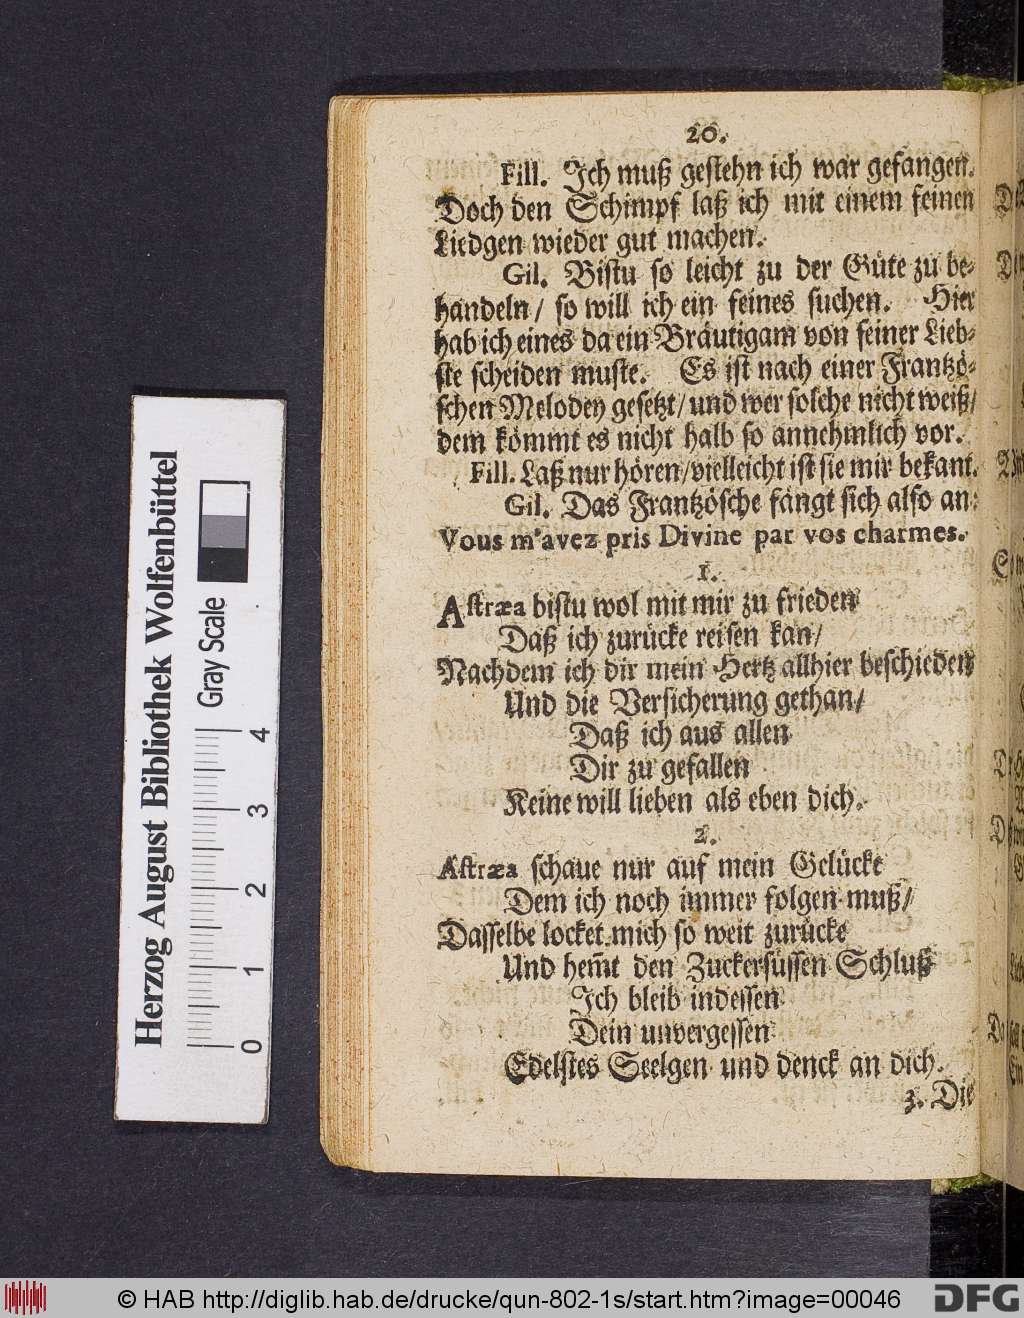 20.
Fill. Ich muß gestehn ich war gefangen.
Doch den Schimpf laß ich mit einem feinen
Liedgen wieder gut machen.
Gil. Bistu so leicht zu der Güte zu be-
handeln/ so will ich ein feines suchen. Hier
hab ich eines da ein Bräutigam von seiner Lieb-
ste scheiden muste. Es ist nach einer Frantzö-
schen Melodey gesetzt/ und wer solche nicht weiß/
dem kömmt es nicht halb so annehmlich vor.
Fill. Laß nur hören/ vielleicht ist sie mir bekant.
Gil. Das Frantzösche fängt sich also an:
Vous m'avez pris Divine par vos charmes.
1.
Astræa bistu wol mit mir zu frieden
Daß ich zurücke reisen kan/
Nachdem ich dir mein Hertz allhier beschieden
Und die Versicherung gethan/
Daß ich aus allen
Dir zu gefallen
Keine will lieben als eben dich.
2.
Astræa schaue nur auf mein Gelücke
Dem ich noch immer folgen muß/
Dasselbe locket mich so weit zurücke
Und hem̃t den Zuckersüssen Schluß
Ich bleib indessen
Dein unvergessen
Edelstes Seelgen und denck an dich.
3. Die
Herzog August Bibliothek Wolfenbüttel
Gray Scale
0 1 2 3 4
© HAB http://diglib.hab.de/drucke/qun-802-1s/start.htm?image=00046
DFG